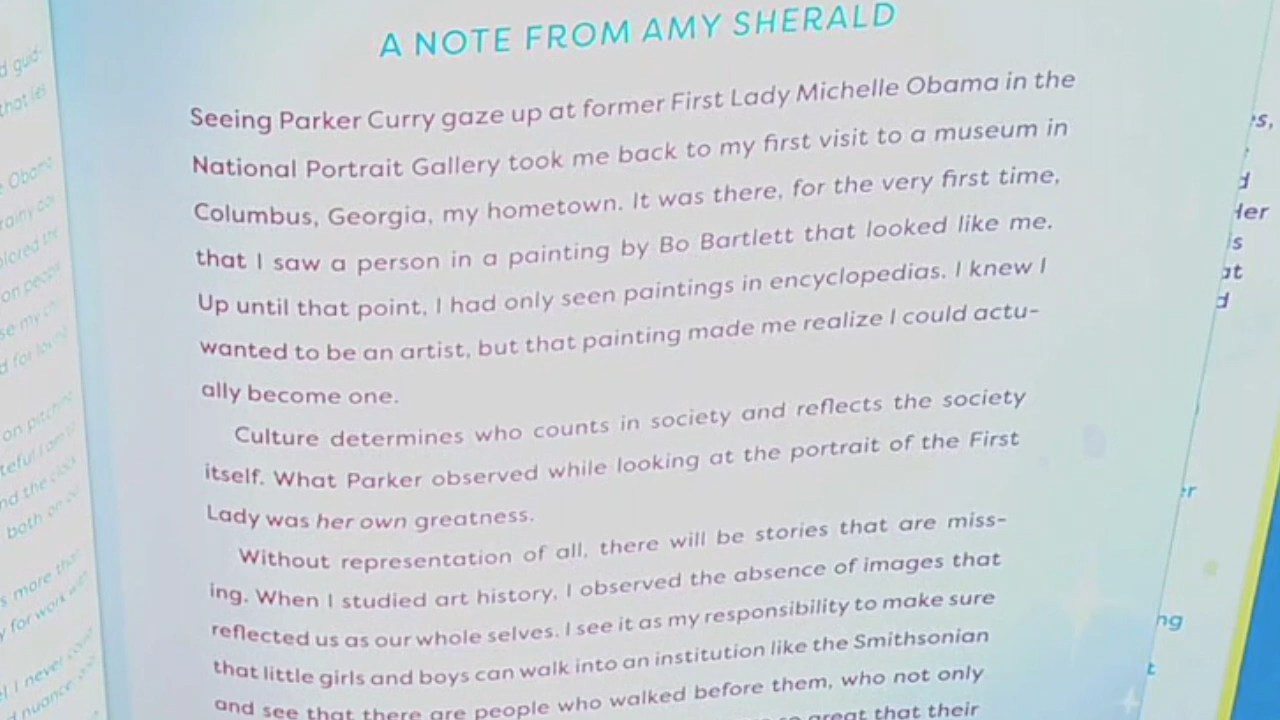 A NOTE FROM AMY SHERALD
Seeing Parker Curry gaze up at former First Lady Michelle Obama in the
National Portrait Gallery took me back to my first visit to a museum in
Columbus, Georgia, my hometown. It was there, for the very first time,
that I saw a person in a painting by Bo Bartlett that looked like me.
Up until that point, I had only seen paintings in encyclopedias. I knew I
wanted to be an artist, but that painting made me realize I could actu-
ally become one.
Culture determines who counts in society and reflects the society
itself. What Parker observed while looking at the portrait of the First
Lady was her own greatness.
Without representation of all, there will be stories that are miss-
ing. When I studied art history, I observed the absence of images that
reflected us as our whole selves. I see it as my responsibility to make sure
that little girls and boys can walk into an institution like the Smithsonian
and see that there are people who walked before them, who not only
great that their